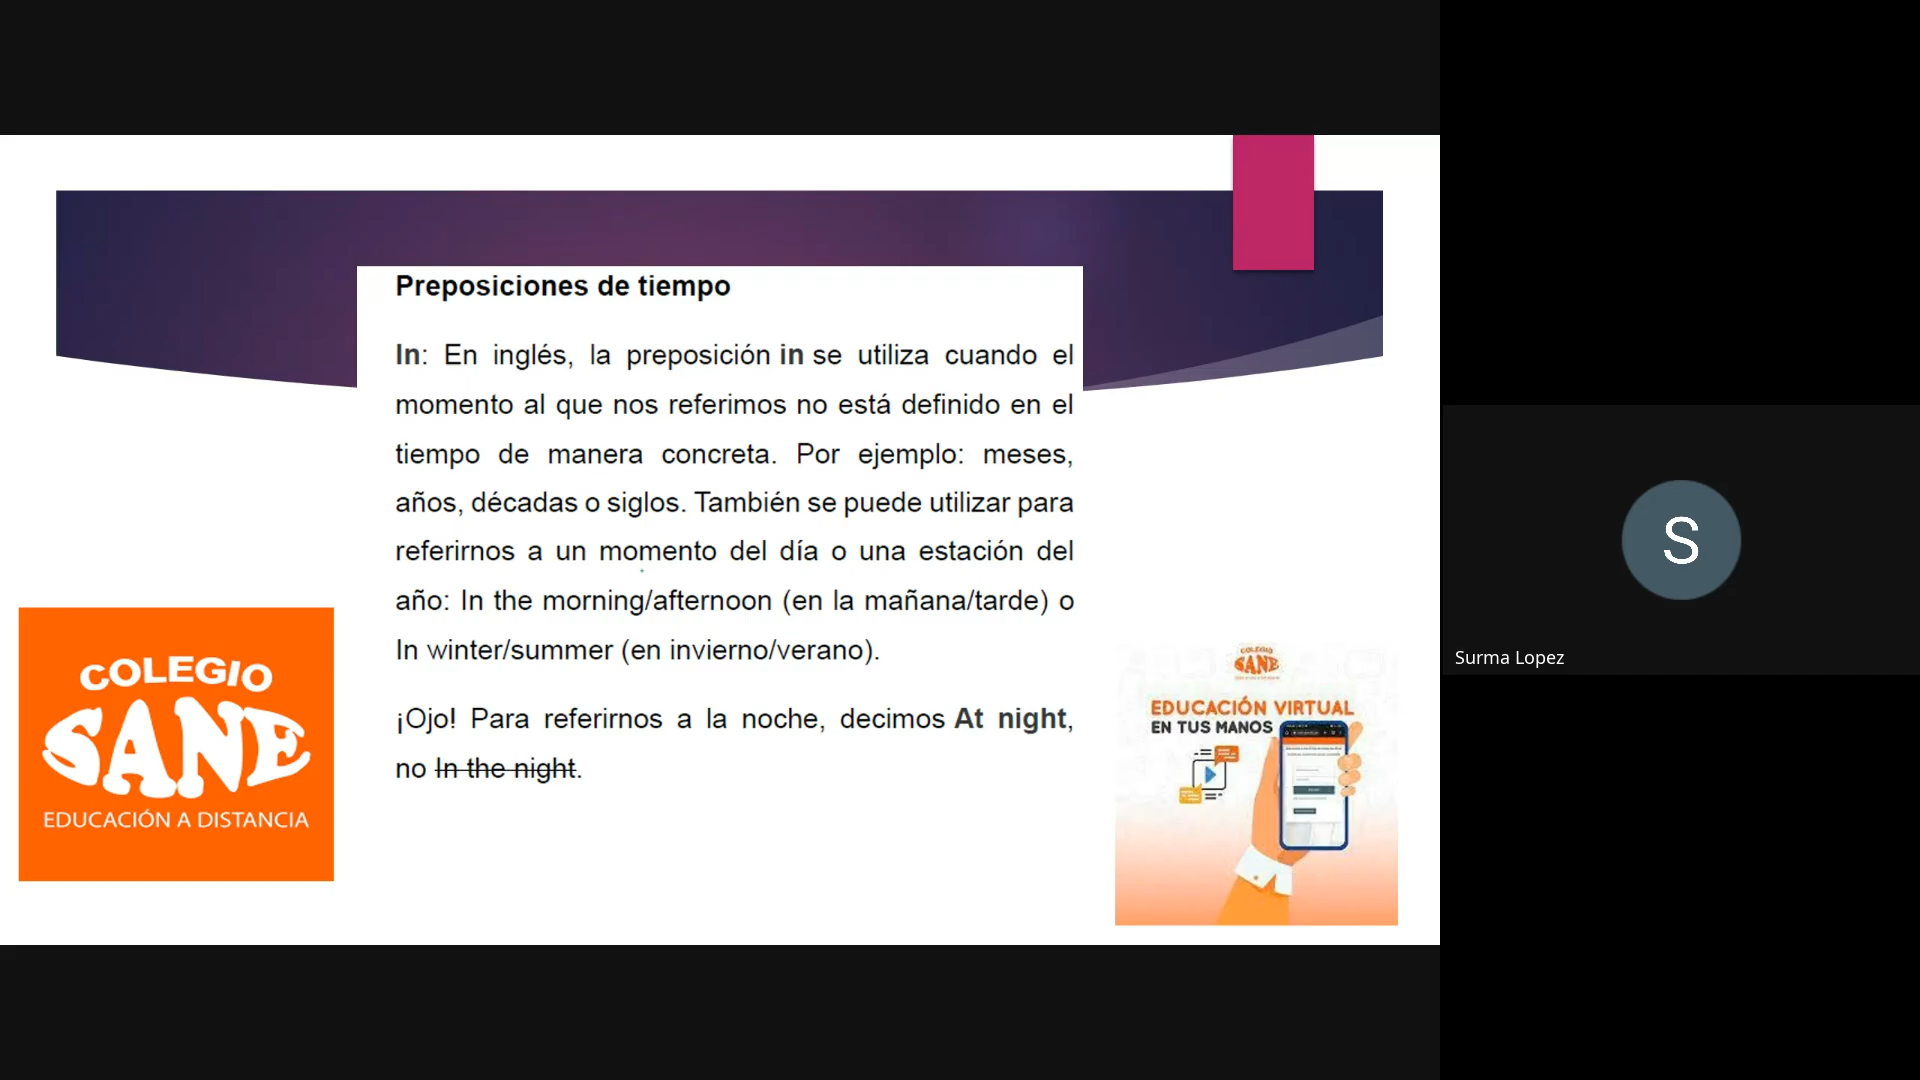 Preposiciones de tiempo
In: En inglés, la preposición in se utiliza cuando el
momento al que nos referimos no está definido en el
tiempo de manera concreta. Por ejemplo: meses,
años, décadas o siglos. También se puede utilizar para
referirnos a un momento del día o una estación del
año: In the morning/afternoon (en la mañana/tarde) o
In winter/summer (en invierno/verano).
¡Ojo! Para referirnos a la noche, decimos At night,
no In the night.
COLEGIO
SANE
EDUCACIÓN A DISTANCIA
COLEGIO
SANE
EDUCACIÓN VIRTUAL
EN TUS MANOS
S
Surma Lopez